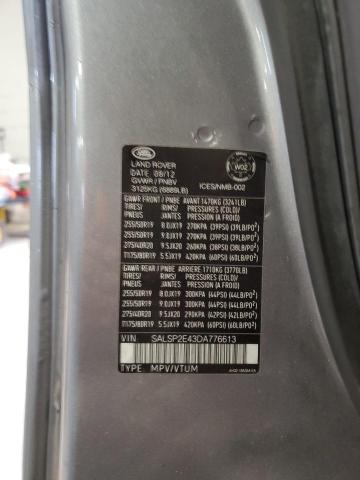 LAND ROVER
DATE 08/12
GVWR / PNBV
3125KG (6889LB)
W02
ICES/NMB-002
GAWR FRONT / PNBE AVANT 1470KG (3241LB)
TIRES/ RIMS/ PRESSURES (COLD)/
PNEUS JANTES PRESSION (A FROID)
255/50R19 8.0JX19 270KPA (39PSI) (39LB/PO²)
255/50R19 9.0JX19 270KPA (39PSI) (39LB/PO²)
275/40R20 9.5JX20 260KPA (38PSI) (38LB/PO²)
T175/80R19 5.5JX19 420KPA (60PSI) (60LB/PO²)
GAWR REAR / PNBE ARRIERE 1710KG (3770LB)
TIRES/ RIMS/ PRESSURES (COLD)/
PNEUS JANTES PRESSION (A FROID)
255/50R19 8.0JX19 300KPA (44PSI) (44LB/PO²)
255/50R19 9.0JX19 300KPA (44PSI) (44LB/PO²)
275/40R20 9.5JX20 290KPA (42PSI) (42LB/PO²)
T175/80R19 5.5JX19 420KPA (60PSI) (60LB/PO²)
VIN SALSP2E43DA776613
TYPE MPV/VTUM